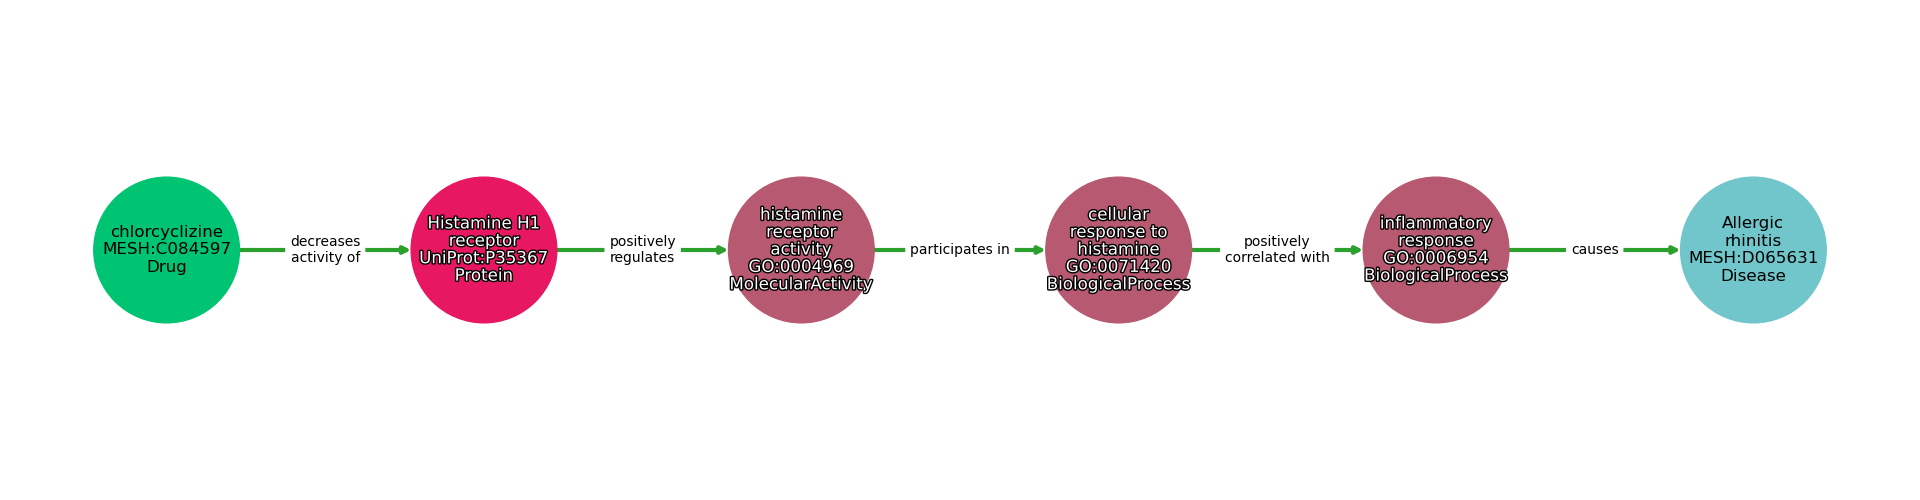 chlorcyclizine
MESH:C084597
Drug
decreases
activity of
Histamine H1
receptor
UniProt:P35367
Protein
positively
regulates
histamine
receptor
activity
GO:0004969
MolecularActivity
participates in
cellular
response to
histamine
GO:0071420
BiologicalProcess
positively
correlated with
inflammatory
response
GO:0006954
BiologicalProcess
causes
Allergic
rhinitis
MESH:D065631
Disease